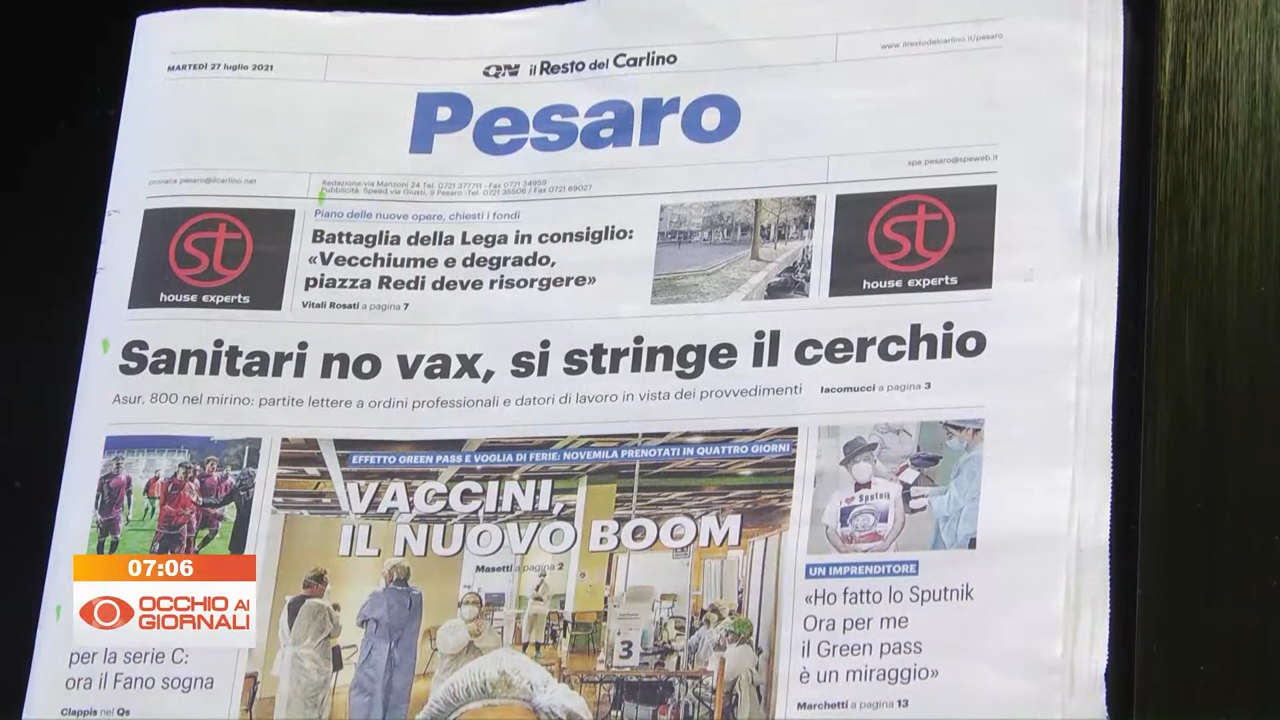 MARTEDÌ 27 luglio 2021
QN il Resto del Carlino
www.ilrestodelcarlino.it/pesaro
Pesaro
cronaca.pesaro@ilcarlino.net
Redazione: via Manzoni 24 Tel. 0721 377711 - Fax 0721 34959
Pubblicità: Speed, via Giusti, 9 Pesaro -Tel. 0721 35506 / Fax 0721 69027
spe.pesaro@speweb.it
st
house experts
Piano delle nuove opere, chiesti i fondi
Battaglia della Lega in consiglio:
«Vecchiume e degrado,
piazza Redi deve risorgere»
Vitali Rosati a pagina 7
st
house experts
Sanitari no vax, si stringe il cerchio
Asur, 800 nel mirino: partite lettere a ordini professionali e datori di lavoro in vista dei provvedimenti
Iacomucci a pagina 3
EFFETTO GREEN PASS E VOGLIA DI FERIE: NOVEMILA PRENOTATI IN QUATTRO GIORNI
VACCINI,
IL NUOVO BOOM
Masetti a pagina 2
3
Sputnik
UN IMPRENDITORE
«Ho fatto lo Sputnik
Ora per me
il Green pass
è un miraggio»
Marchetti a pagina 13
07:06
OCCHIO AI
GIORNALI
per la serie C:
ora il Fano sogna
Clappis nel Qs